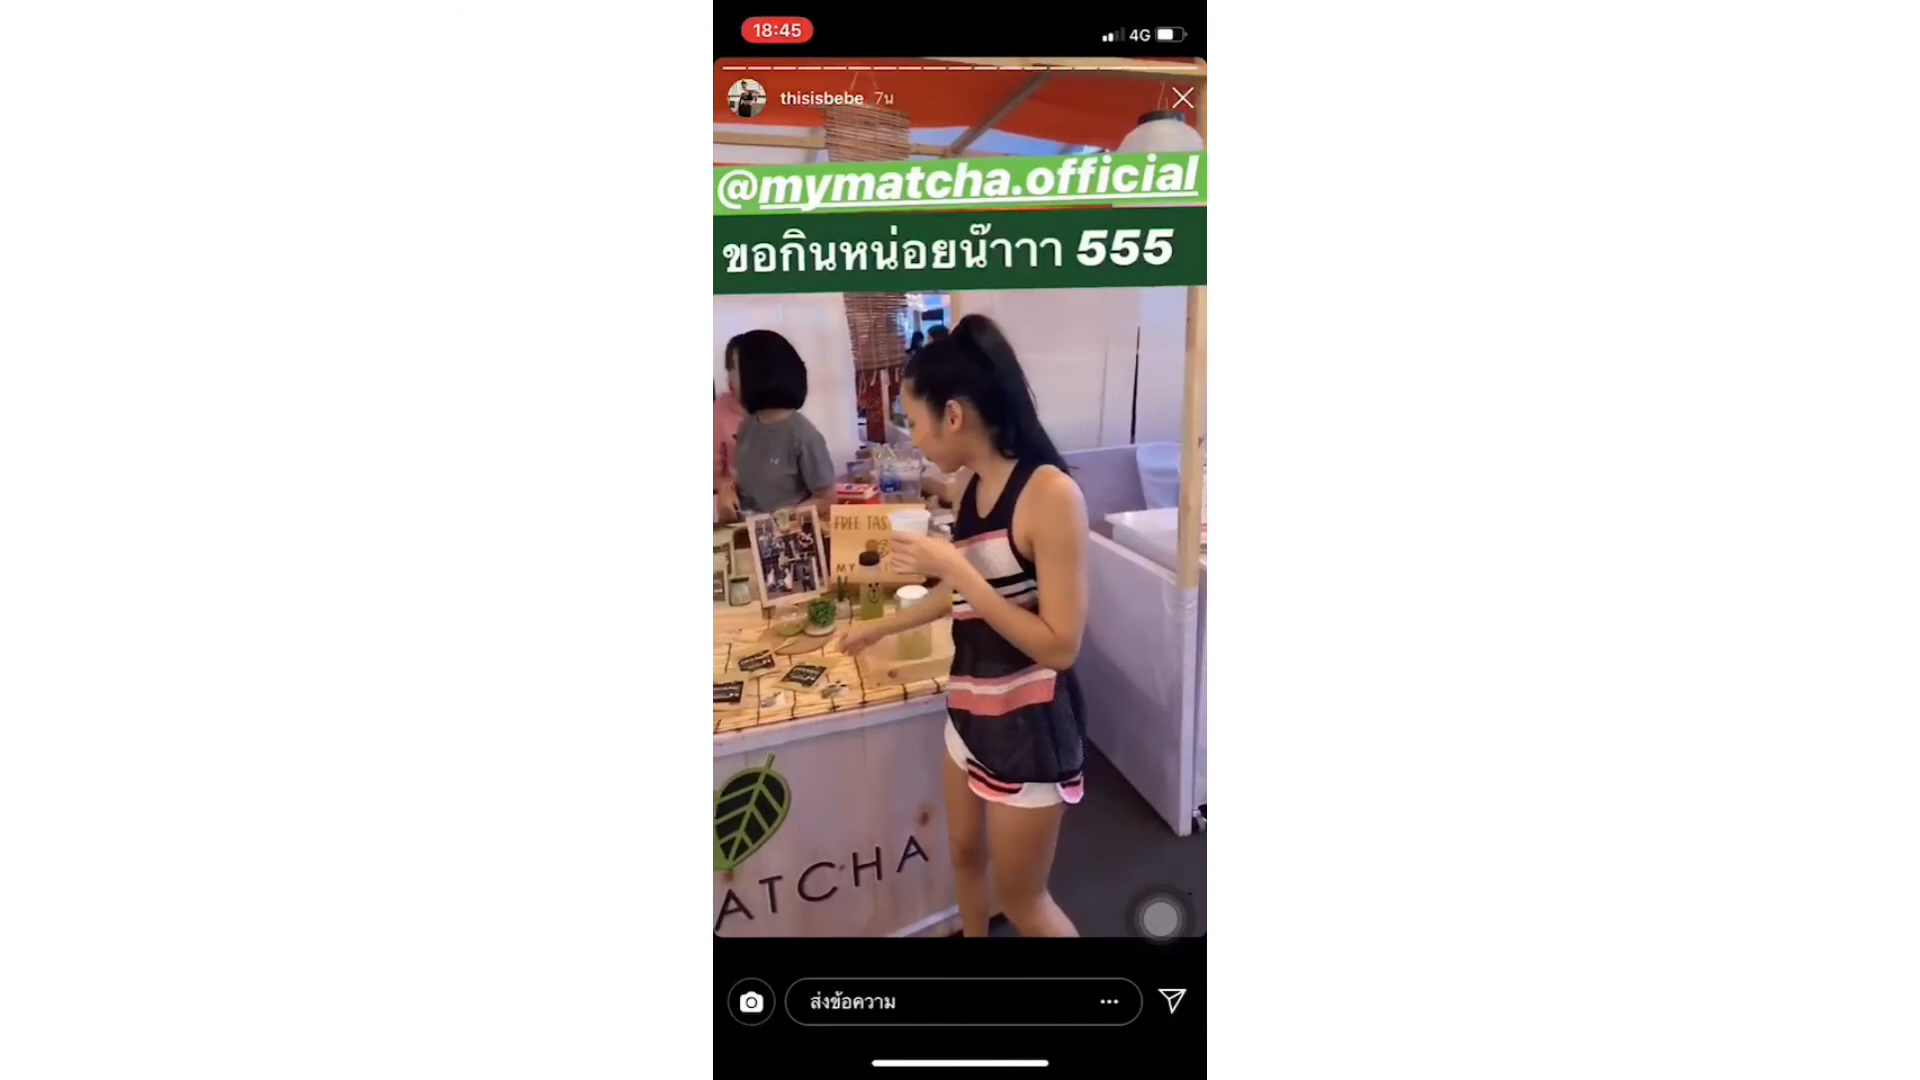 18:45
4G
thisisbebe 7น
@mymatcha.official
ขอกินหน่อยน๊าาา 555
FREE TAS
MY
ATCHA
ส่งข้อความ